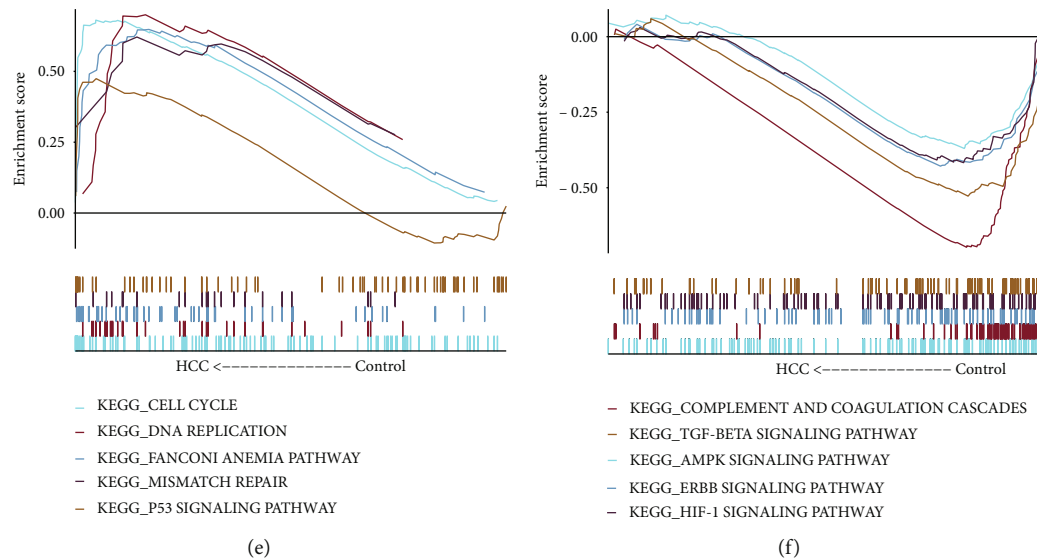 Enrichment score
0.50
0.25
0.00
HCC <-------------- Control
KEGG_CELL CYCLE
KEGG_DNA REPLICATION
KEGG_FANCONI ANEMIA PATHWAY
KEGG_MISMATCH REPAIR
KEGG_P53 SIGNALING PATHWAY
(e)
Enrichment score
0.00
– 0.25
– 0.50
HCC <-------------- Control
KEGG_COMPLEMENT AND COAGULATION CASCADES
KEGG_TGF-BETA SIGNALING PATHWAY
KEGG_AMPK SIGNALING PATHWAY
KEGG_ERBB SIGNALING PATHWAY
KEGG_HIF-1 SIGNALING PATHWAY
(f)